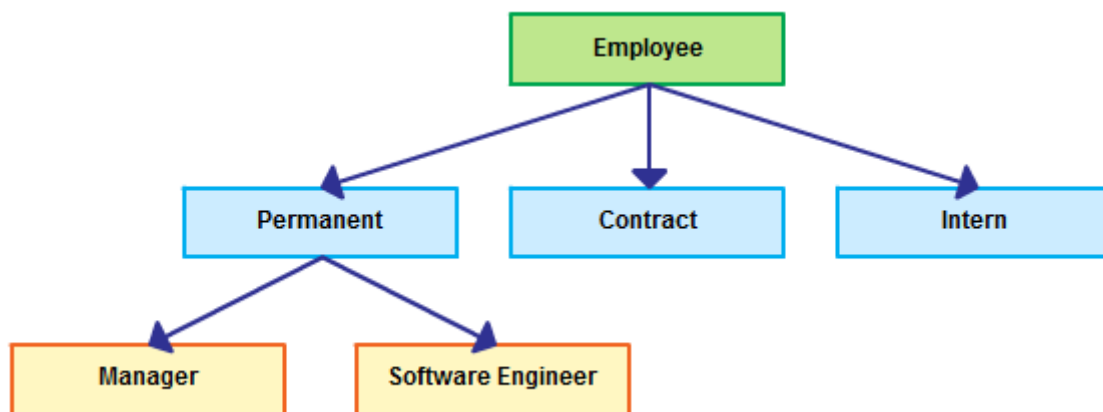 Employee
Permanent
Contract
Intern
Manager
Software Engineer